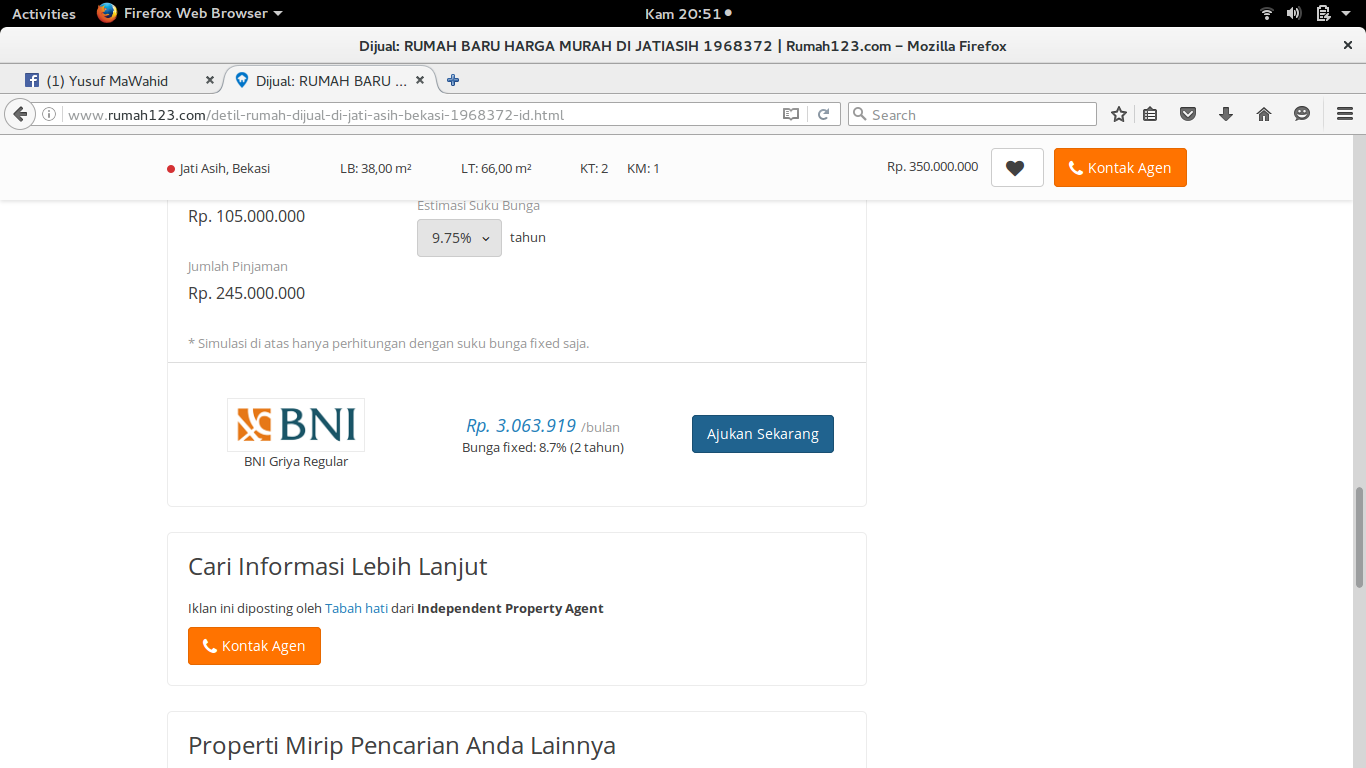 Activities
Firefox Web Browser
Kam 20:51
Dijual: RUMAH BARU HARGA MURAH DI JATIASIH 1968372 | Rumah123.com – Mozilla Firefox
(1) Yusuf MaWahid
Dijual: RUMAH BARU ...
www.rumah123.com/detil-rumah-dijual-di-jati-asih-bekasi-1968372-id.html
Search
Jati Asih, Bekasi
LB: 38,00 m²
LT: 66,00 m²
KT: 2
KM: 1
Rp. 350.000.000
Kontak Agen
Rp. 105.000.000
Estimasi Suku Bunga
9.75%
tahun
Jumlah Pinjaman
Rp. 245.000.000
* Simulasi di atas hanya perhitungan dengan suku bunga fixed saja.
BNI
BNI Griya Regular
Rp. 3.063.919 /bulan
Bunga fixed: 8.7% (2 tahun)
Ajukan Sekarang
Cari Informasi Lebih Lanjut
Iklan ini diposting oleh Tabah hati dari Independent Property Agent
Kontak Agen
Properti Mirip Pencarian Anda Lainnya